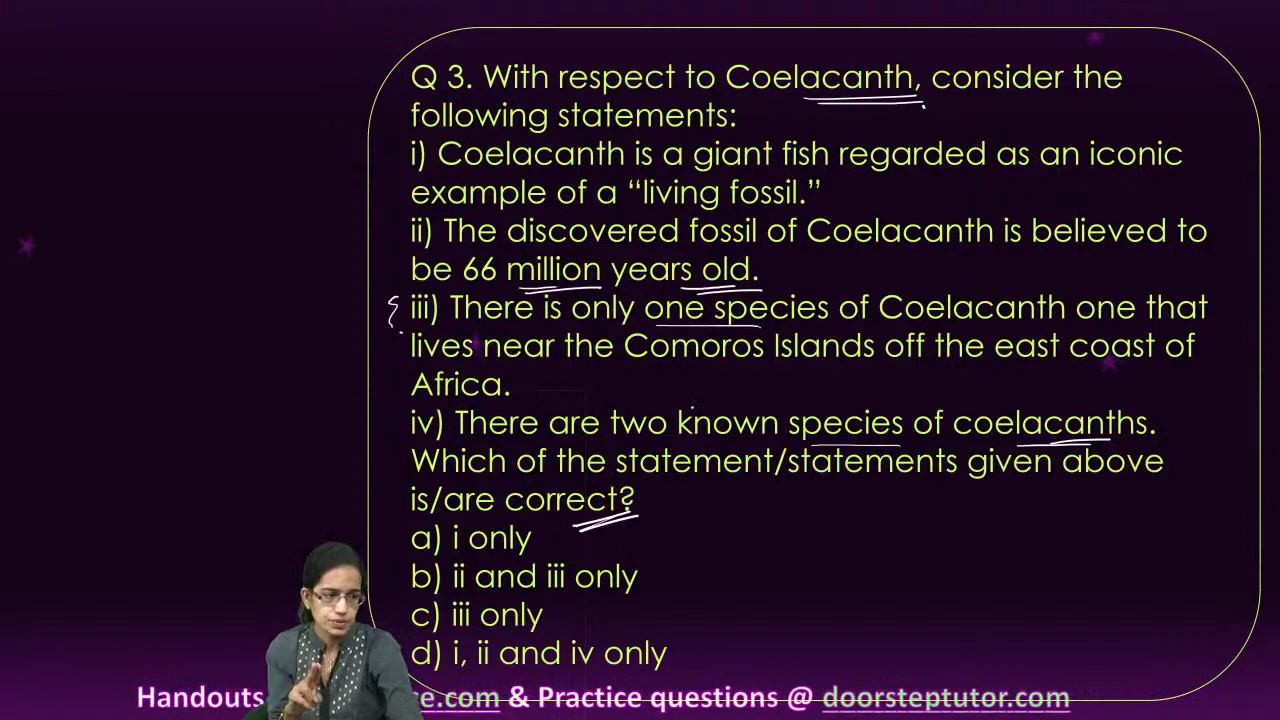 Q 3. With respect to Coelacanth, consider the
following statements:
i) Coelacanth is a giant fish regarded as an iconic
example of a “living fossil.”
ii) The discovered fossil of Coelacanth is believed to
be 66 million years old.
iii) There is only one species of Coelacanth one that
lives near the Comoros Islands off the east coast of
Africa.
iv) There are two known species of coelacanths.
Which of the statement/statements given above
is/are correct?
a) i only
b) ii and iii only
c) iii only
d) i, ii and iv only
Handouts ce.com & Practice questions @ doorsteptutor.com